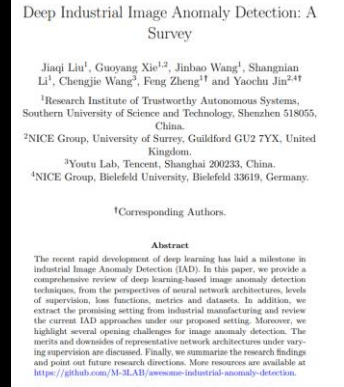 Deep Industrial Image Anomaly Detection: A
Survey
Jiaqi Liu1, Guoyang Xie1,2, Jinbao Wang1, Shangnian
Li1, Chengjie Wang3, Feng Zheng1† and Yaochu Jin2,4†
1Research Institute of Trustworthy Autonomous Systems,
Southern University of Science and Technology, Shenzhen 518055,
China.
2NICE Group, University of Surrey, Guildford GU2 7YX, United
Kingdom.
3Youtu Lab, Tencent, Shanghai 200233, China.
4NICE Group, Bielefeld University, Bielefeld 33619, Germany.
†Corresponding Authors.
Abstract
The recent rapid development of deep learning has laid a milestone in
industrial Image Anomaly Detection (IAD). In this paper, we provide a
comprehensive review of deep learning-based image anomaly detection
techniques, from the perspectives of neural network architectures, levels
of supervision, loss functions, metrics and datasets. In addition, we
extract the promising setting from industrial manufacturing and review
the current IAD approaches under our proposed setting. Moreover, we
highlight several opening challenges for image anomaly detection. The
merits and downsides of representative network architectures under vary-
ing supervision are discussed. Finally, we summarize the research findings
and point out future research directions. More resources are available at
https://github.com/M-3LAB/awesome-industrial-anomaly-detection.